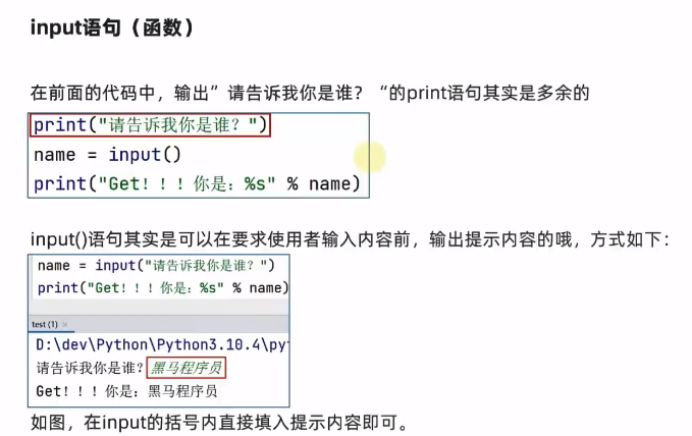 input语句（函数）
在前面的代码中，输出”请告诉我你是谁？“的print语句其实是多余的
print("请告诉我你是谁？")
name = input()
print("Get！！！你是：%s" % name)
input()语句其实是可以在要求使用者输入内容前，输出提示内容的哦，方式如下：
name = input("请告诉我你是谁？")
print("Get！！！你是：%s" % name)
test (1) ×
D:\dev\Python\Python3.10.4\pyt
请告诉我你是谁？黑马程序员
Get！！！你是：黑马程序员
如图，在input的括号内直接填入提示内容即可。